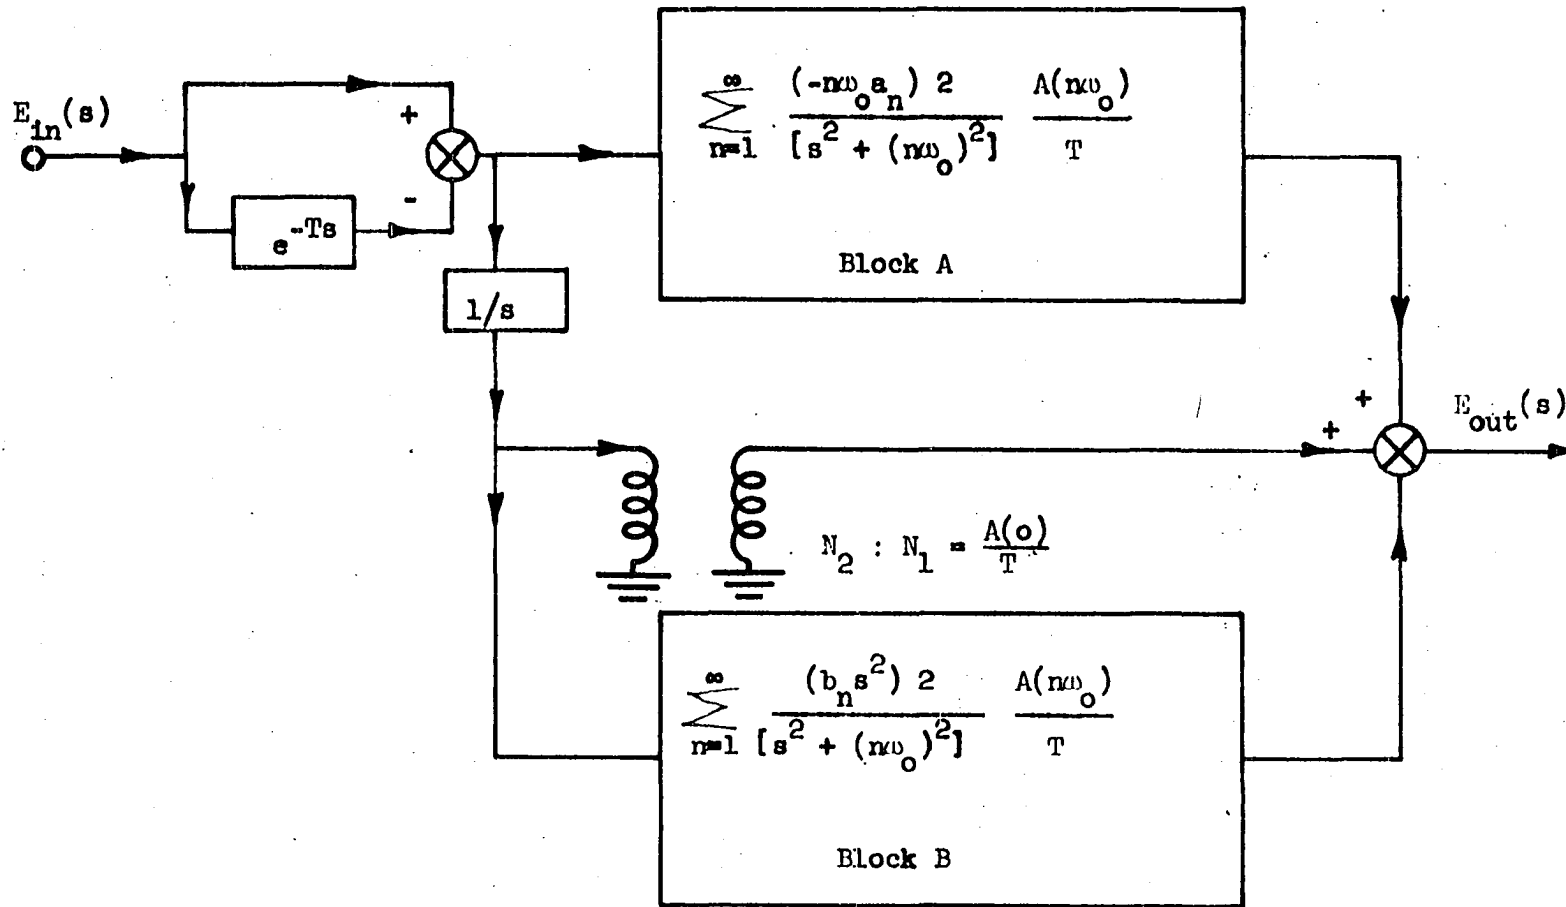 E_in(s)
+
-
e^-Ts
1/s
∞
∑ (-nω_o a_n) 2 / [s^2 + (nω_o)^2] A(nω_o) / T
n=1
Block A
+
+
E_out(s)
N_2 : N_1 = A(o) / T
∞
∑ (b_n s^2) 2 / [s^2 + (nω_o)^2] A(nω_o) / T
n=1
Block B